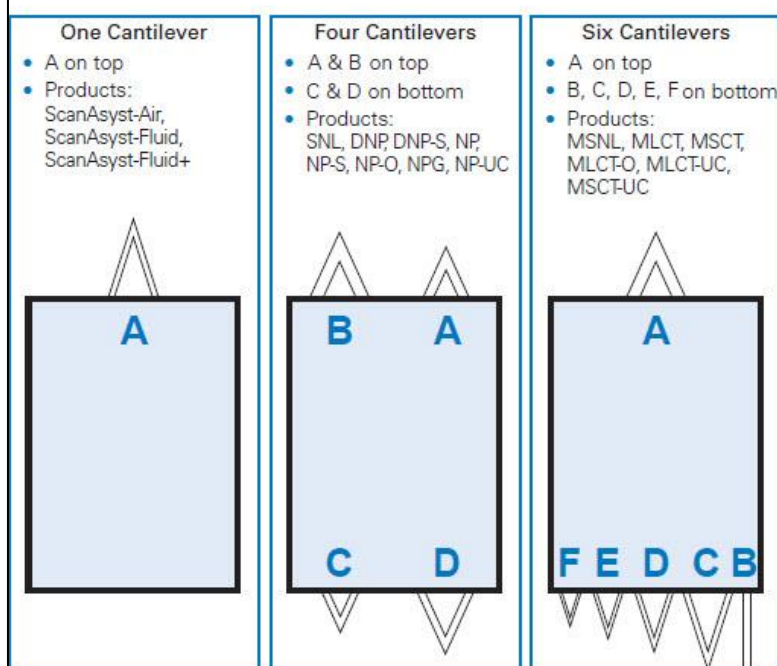 One Cantilever
• A on top
• Products:
ScanAsyst-Air,
ScanAsyst-Fluid,
ScanAsyst-Fluid+
A
Four Cantilevers
• A & B on top
• C & D on bottom
• Products:
SNL, DNP, DNP-S, NP,
NP-S, NP-O, NPG, NP-UC
B A
C D
Six Cantilevers
• A on top
• B, C, D, E, F on bottom
• Products:
MSNL, MLCT, MSCT,
MLCT-O, MLCT-UC,
MSCT-UC
A
F E D C B